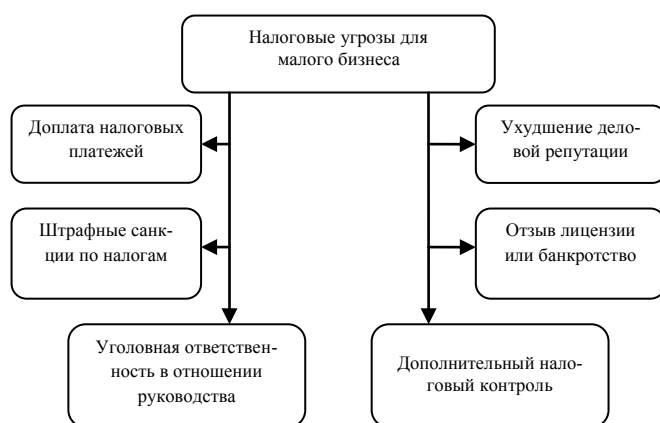 Налоговые угрозы для
малого бизнеса
Доплата налоговых
платежей
Ухудшение дело-
вой репутации
Штрафные санк-
ции по налогам
Отзыв лицензии
или банкротство
Уголовная ответствен-
ность в отношении
руководства
Дополнительный нало-
говый контроль